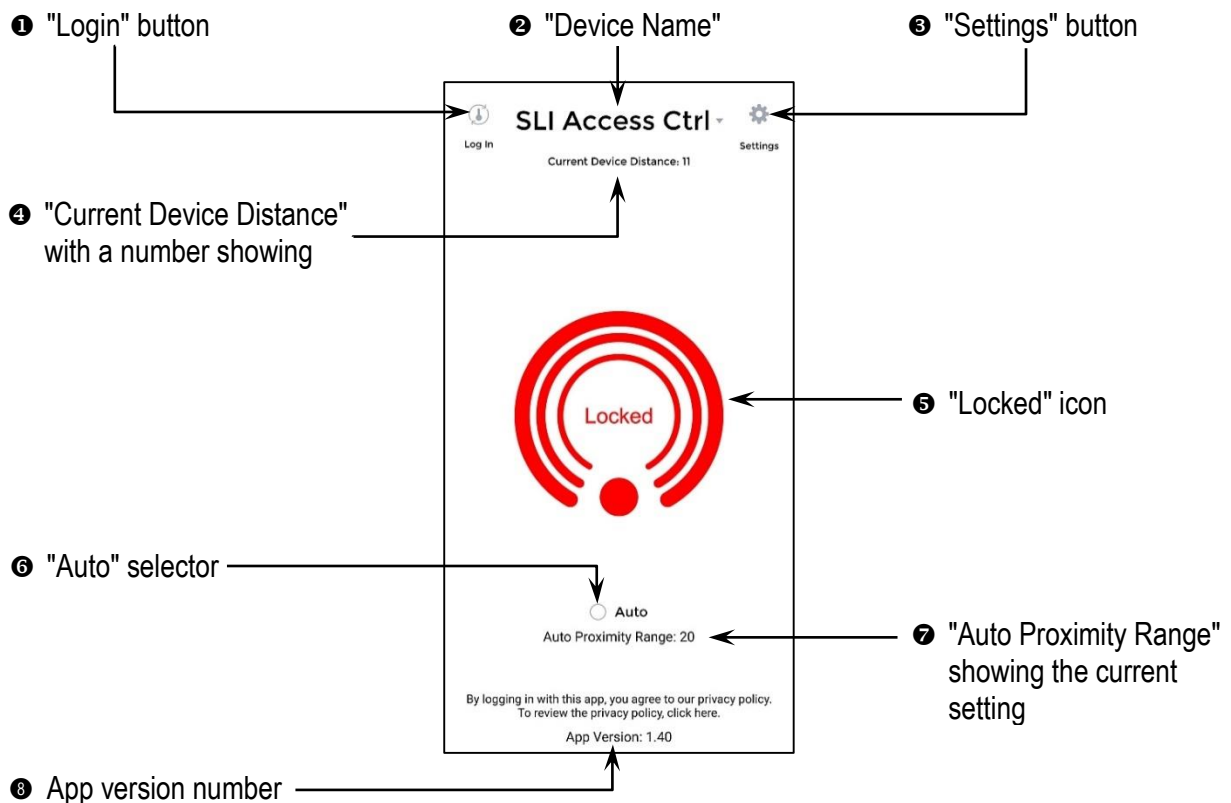 ❶ "Login" button
❷ "Device Name"
❸ "Settings" button
SLI Access Ctrl
Log In
Settings
Current Device Distance: 11
❹ "Current Device Distance"
with a number showing
Locked
❺ "Locked" icon
❻ "Auto" selector
Auto
Auto Proximity Range: 20
❼ "Auto Proximity Range"
showing the current
setting
By logging in with this app, you agree to our privacy policy.
To review the privacy policy, click here.
App Version: 1.40
❽ App version number